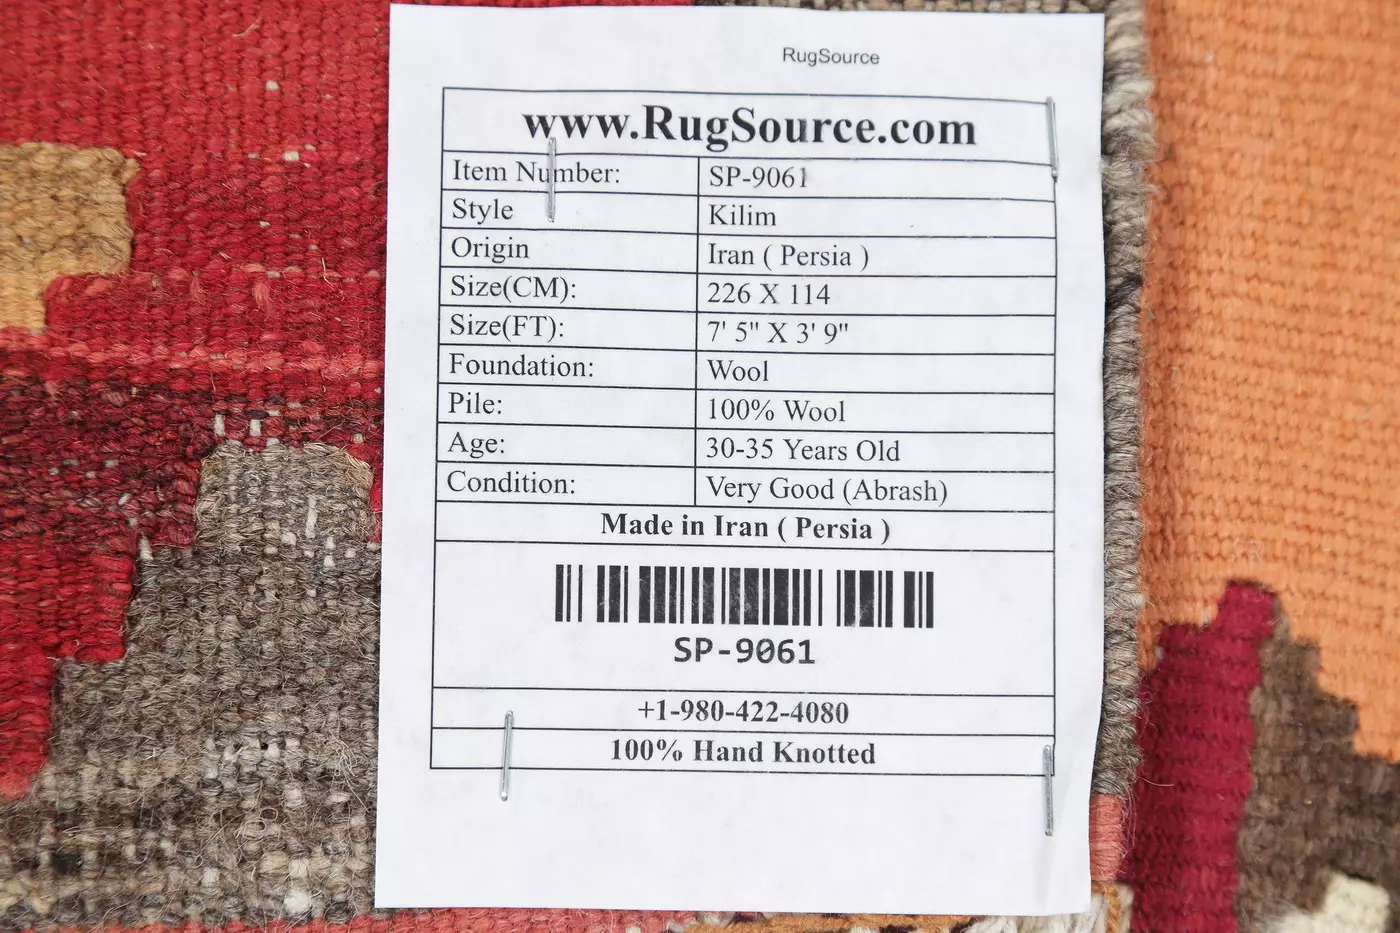 RugSource
www.RugSource.com
Item Number: SP-9061
Style Kilim
Origin Iran ( Persia )
Size(CM): 226 X 114
Size(FT): 7' 5" X 3' 9"
Foundation: Wool
Pile: 100% Wool
Age: 30-35 Years Old
Condition: Very Good (Abrash)
Made in Iran ( Persia )
SP-9061
+1-980-422-4080
100% Hand Knotted